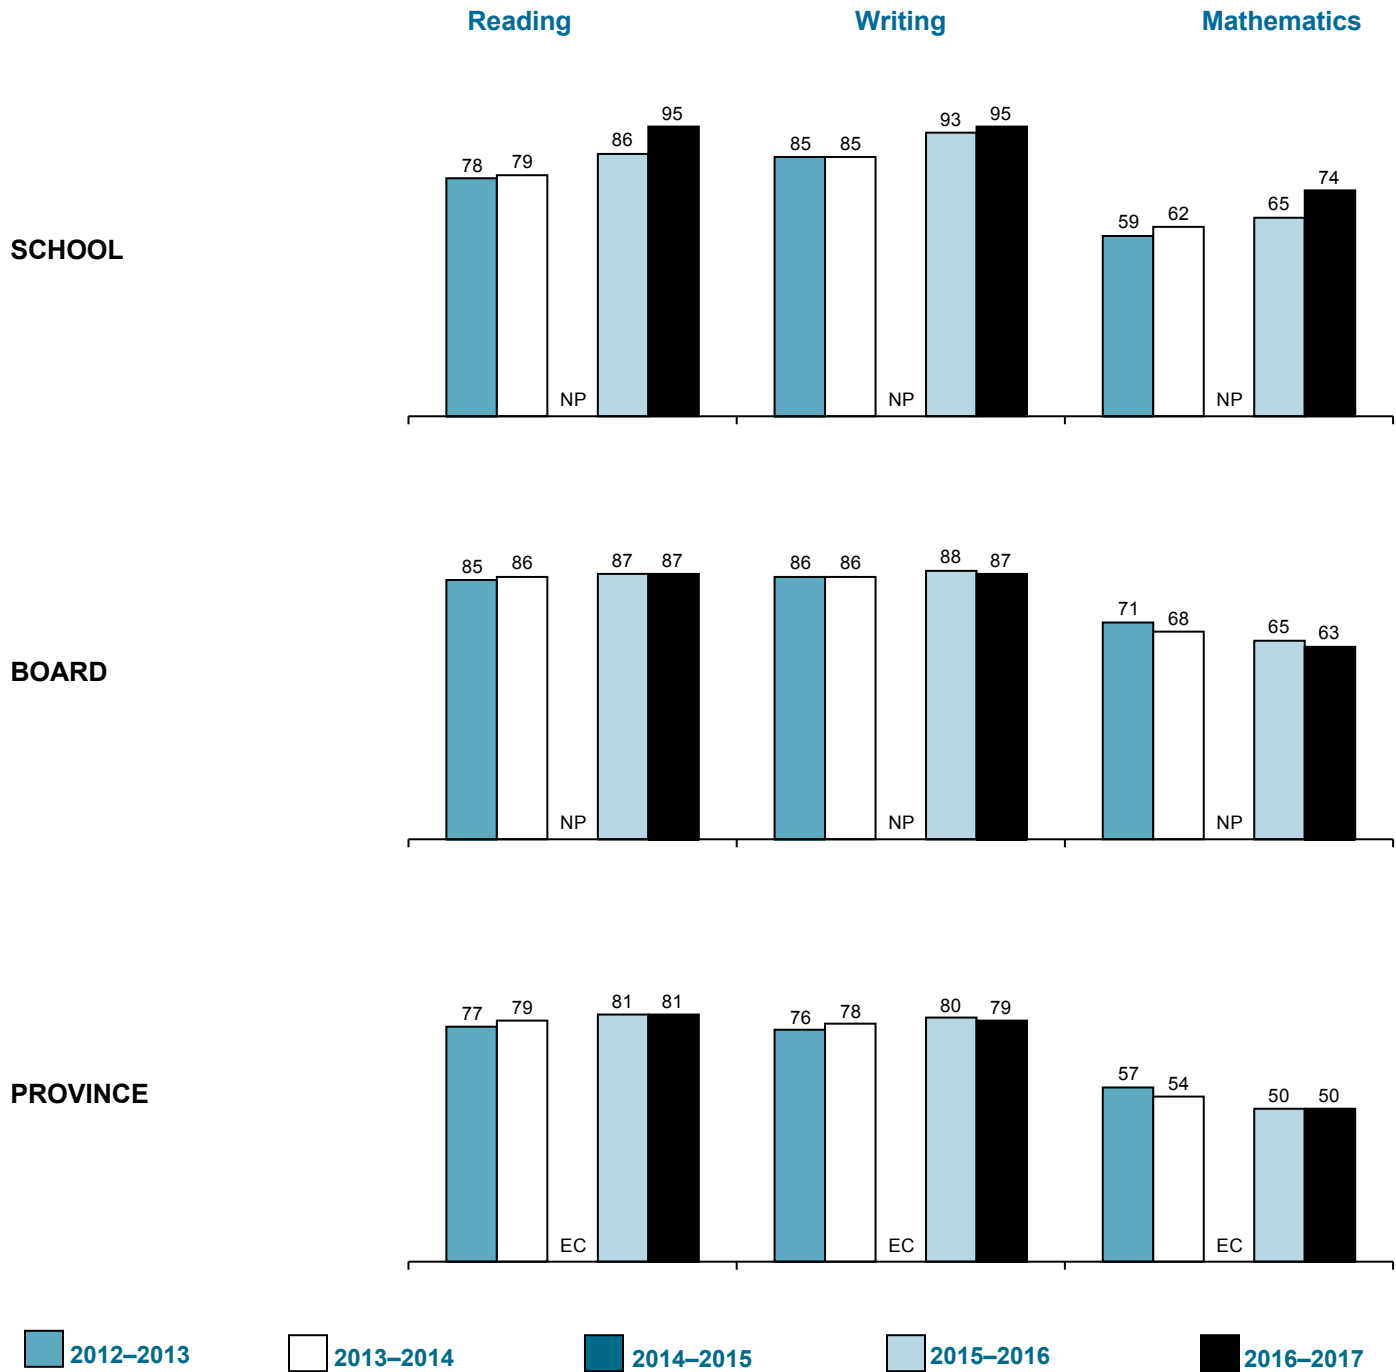 Reading Writing Mathematics
SCHOOL
78 79 NP 86 95
85 85 NP 93 95
59 62 NP 65 74
BOARD
85 86 NP 87 87
86 86 NP 88 87
71 68 NP 65 63
PROVINCE
77 79 EC 81 81
76 78 EC 80 79
57 54 EC 50 50
2012–2013 2013–2014 2014–2015 2015–2016 2016–2017